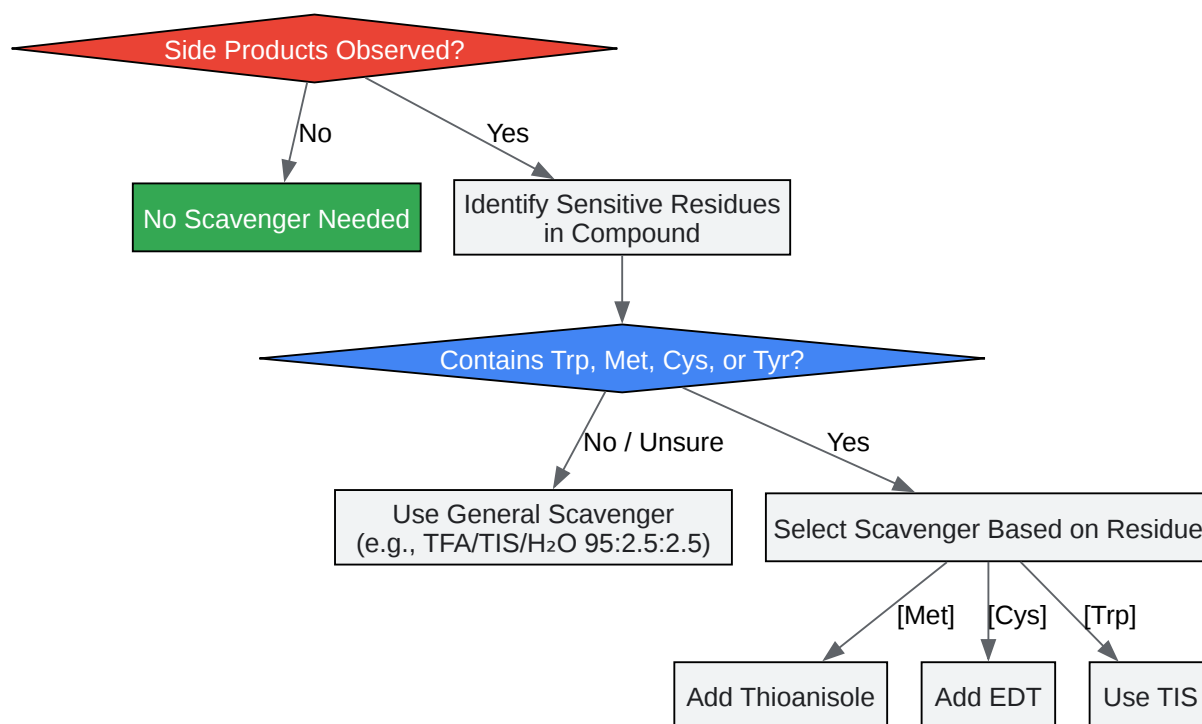 Side Products Observed?
No
Yes
No Scavenger Needed
Identify Sensitive Residues
in Compound
Contains Trp, Met, Cys, or Tyr?
No / Unsure
Yes
Use General Scavenger
(e.g., TFA/TIS/H₂O 95:2.5:2.5)
Select Scavenger Based on Residue
[Met]
[Cys]
[Trp]
Add Thioanisole
Add EDT
Use TIS